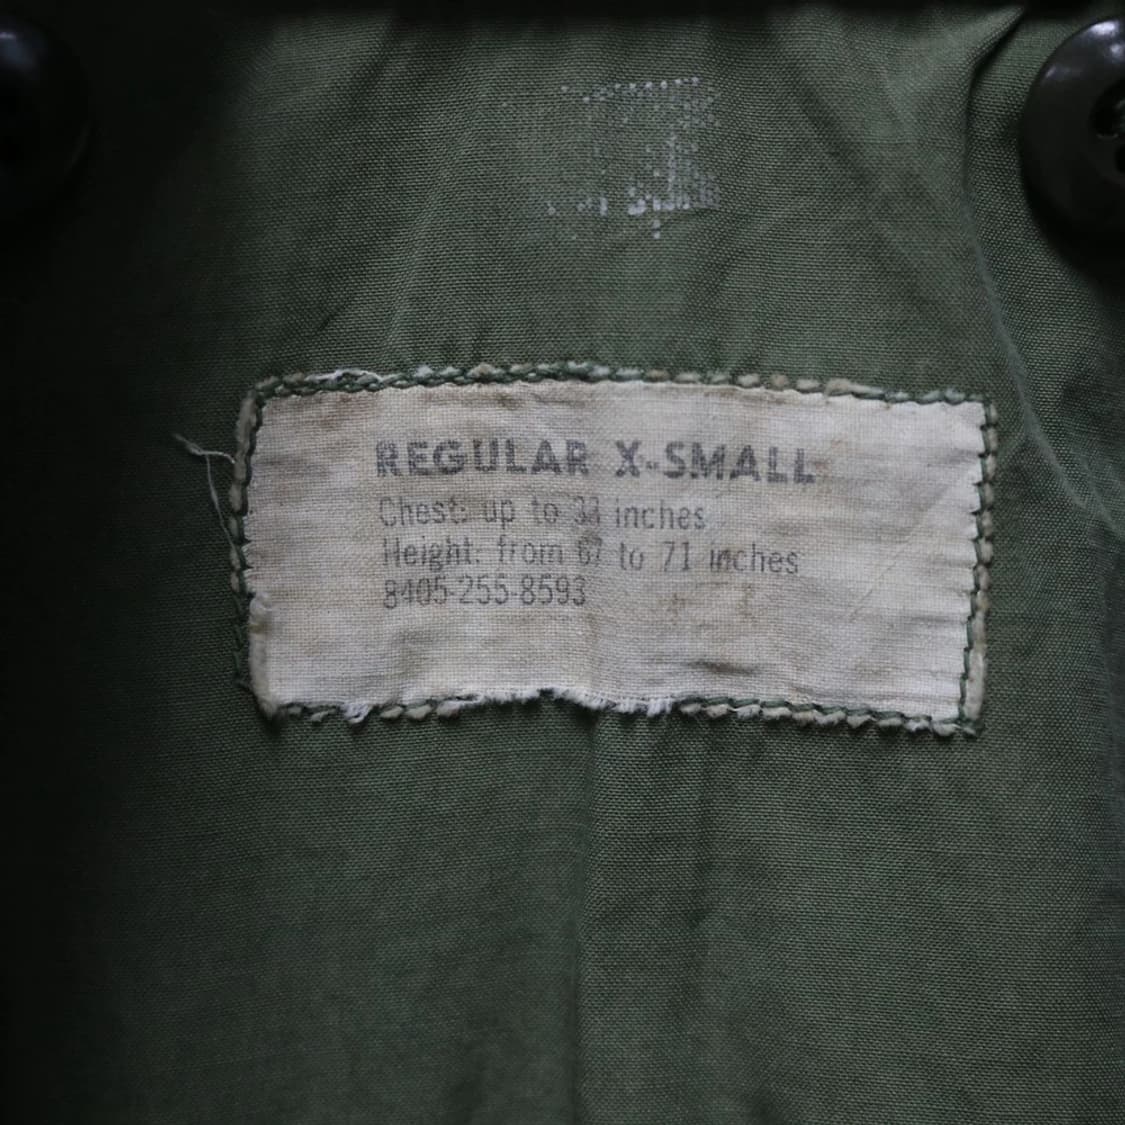 REGULAR X-SMALL
Chest: up to 33 inches
Height: from 67 to 71 inches
8405-255-8593